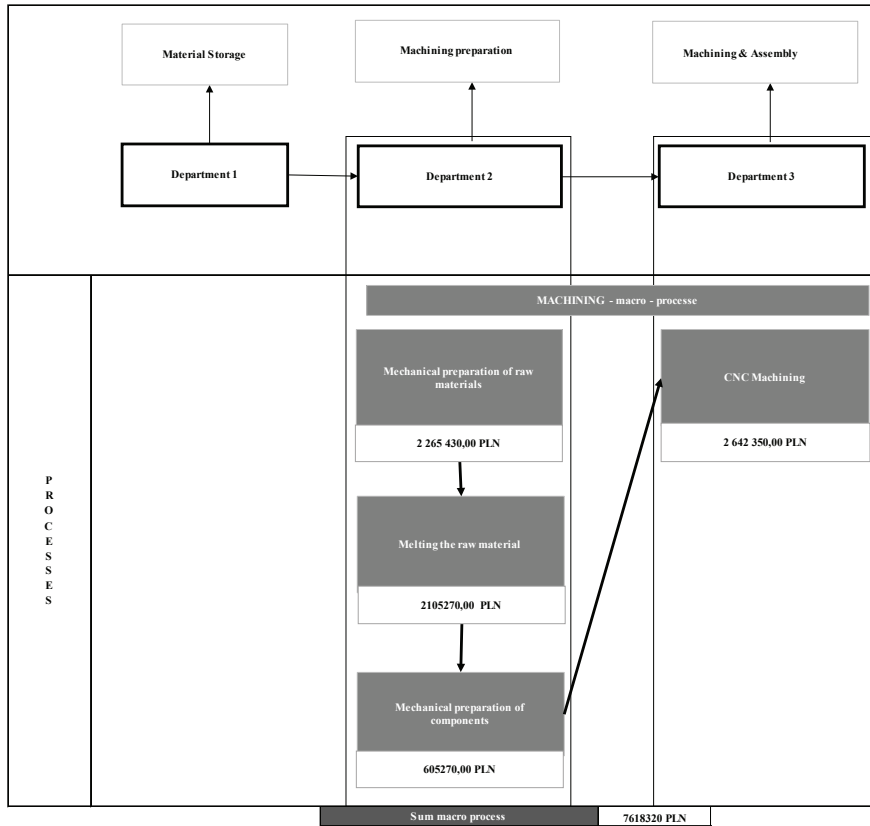 Material Storage
Machining preparation
Machining & Assembly
Department 1
Department 2
Department 3
MACHINING - macro - processe
Mechanical preparation of raw
materials
CNC Machining
2 265 430,00 PLN
2 642 350,00 PLN
P
R
O
C
E
S
S
E
S
Melting the raw material
2105270,00 PLN
Mechanical preparation of
components
605270,00 PLN
Sum macro process
7618320 PLN